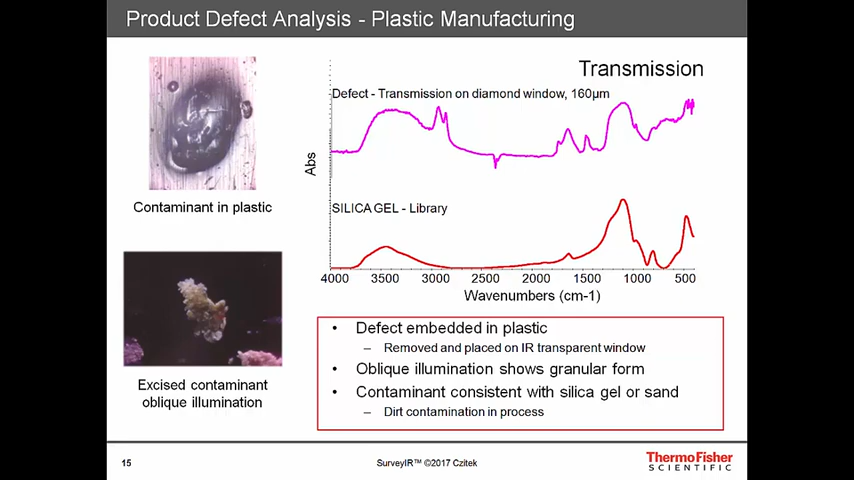 Product Defect Analysis - Plastic Manufacturing
Transmission
Defect - Transmission on diamond window, 160µm
Abs
Contaminant in plastic
SILICA GEL - Library
4000 3500 3000 2500 2000 1500 1000 500
Wavenumbers (cm-1)
Excised contaminant
oblique illumination
• Defect embedded in plastic
– Removed and placed on IR transparent window
• Oblique illumination shows granular form
• Contaminant consistent with silica gel or sand
– Dirt contamination in process
15
SurveyIR™ ©2017 Czitek
ThermoFisher
SCIENTIFIC